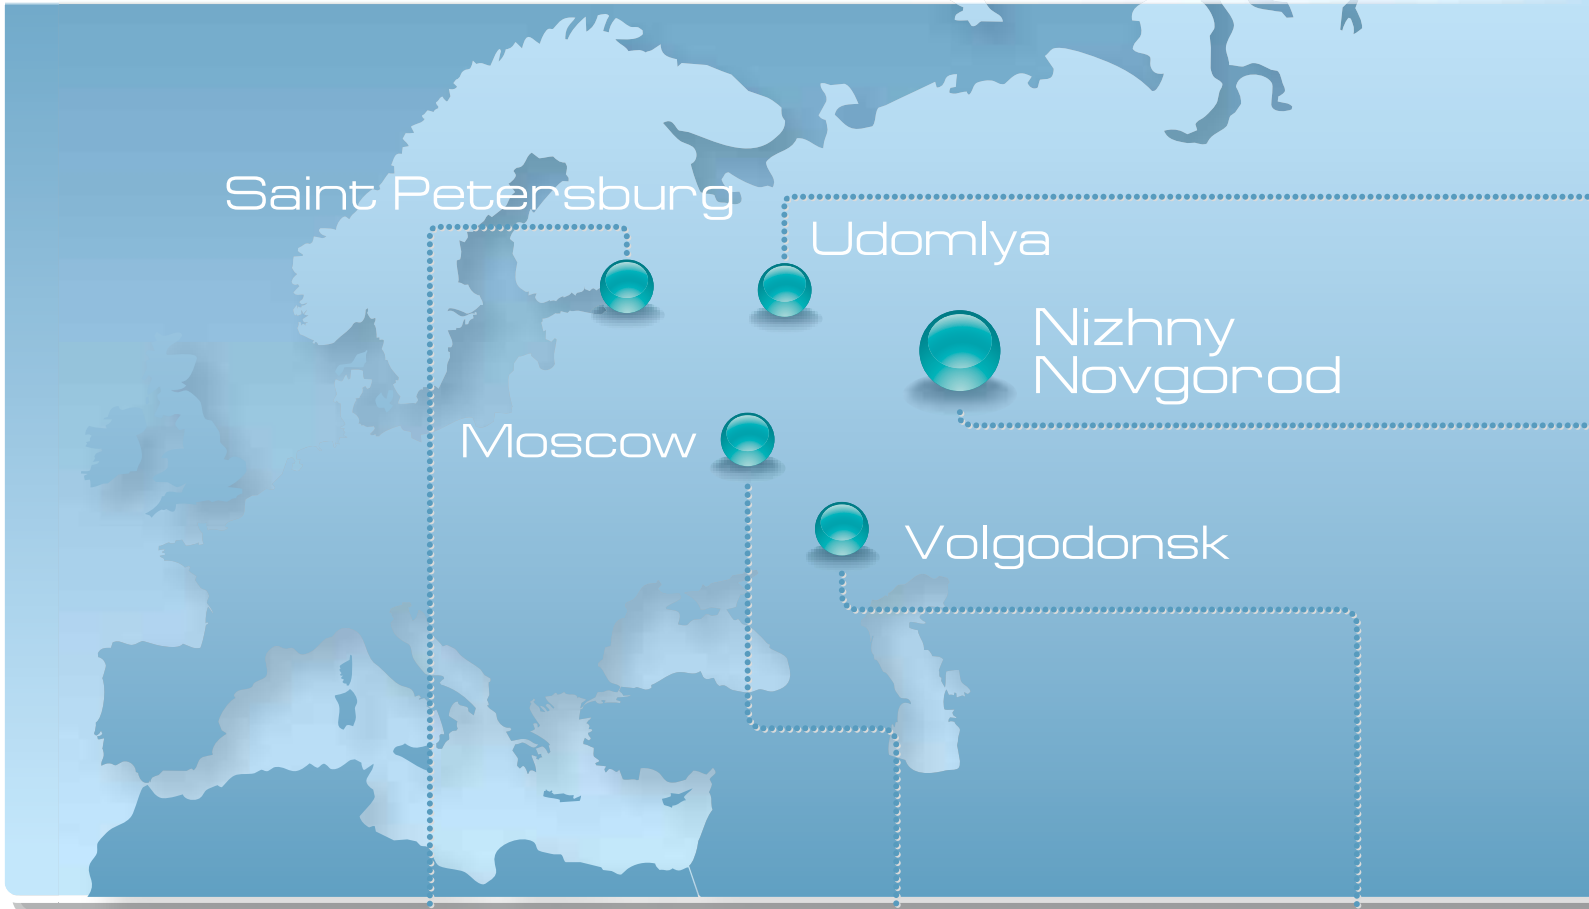 Saint Petersburg
Udomlya
Nizhny
Novgorod
Moscow
Volgodonsk